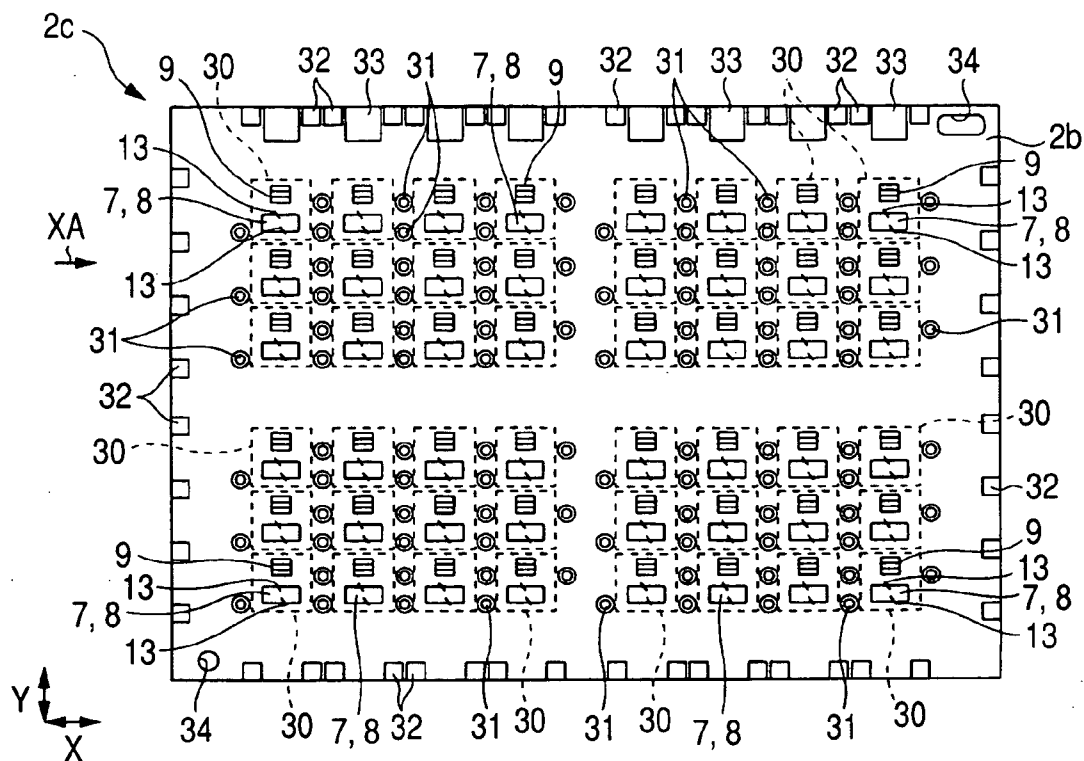 2c
9 30 32 33 31 7, 8 9 32 31 33 30 32 33 34
2b
13 9
7, 8 13
7, 8
XA
13 13
31 31
32
30 30
32
9 9
13 13
7, 8 7, 8
13 13
34 30 7, 8 32 31 30 31 30 7, 8 31 30
Y
X